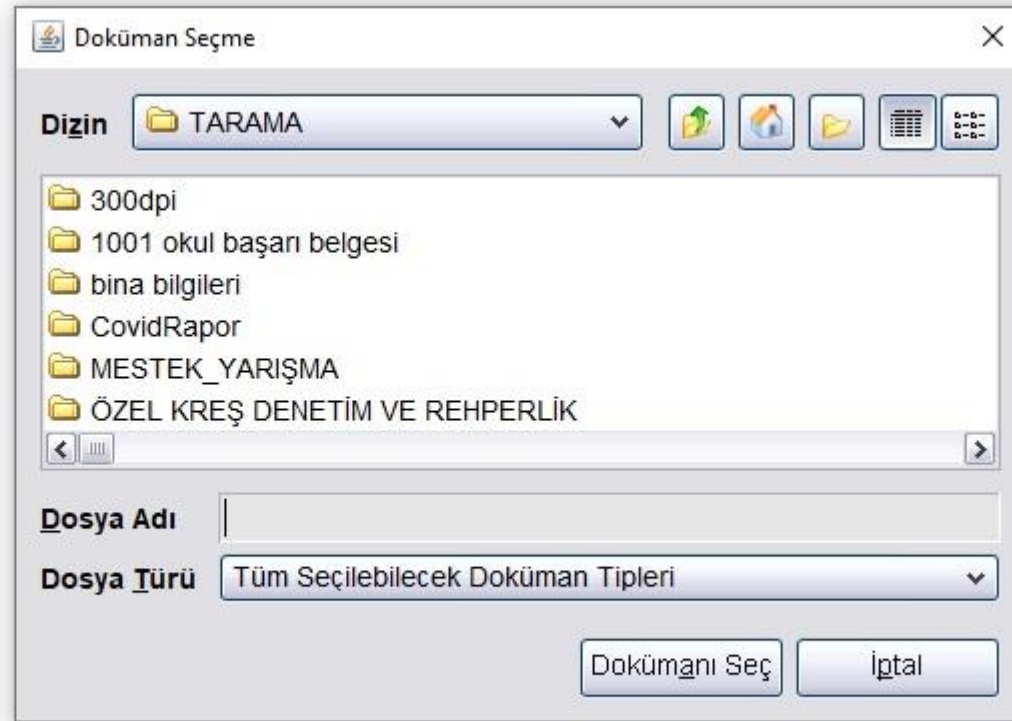 Doküman Seçme
Dizin TARAMA
300dpi
1001 okul başarı belgesi
bina bilgileri
CovidRapor
MESTEK_YARIŞMA
ÖZEL KREŞ DENETİM VE REHPERLİK
Dosya Adı
Dosya Türü Tüm Seçilebilecek Doküman Tipleri
Dokümanı Seç İptal